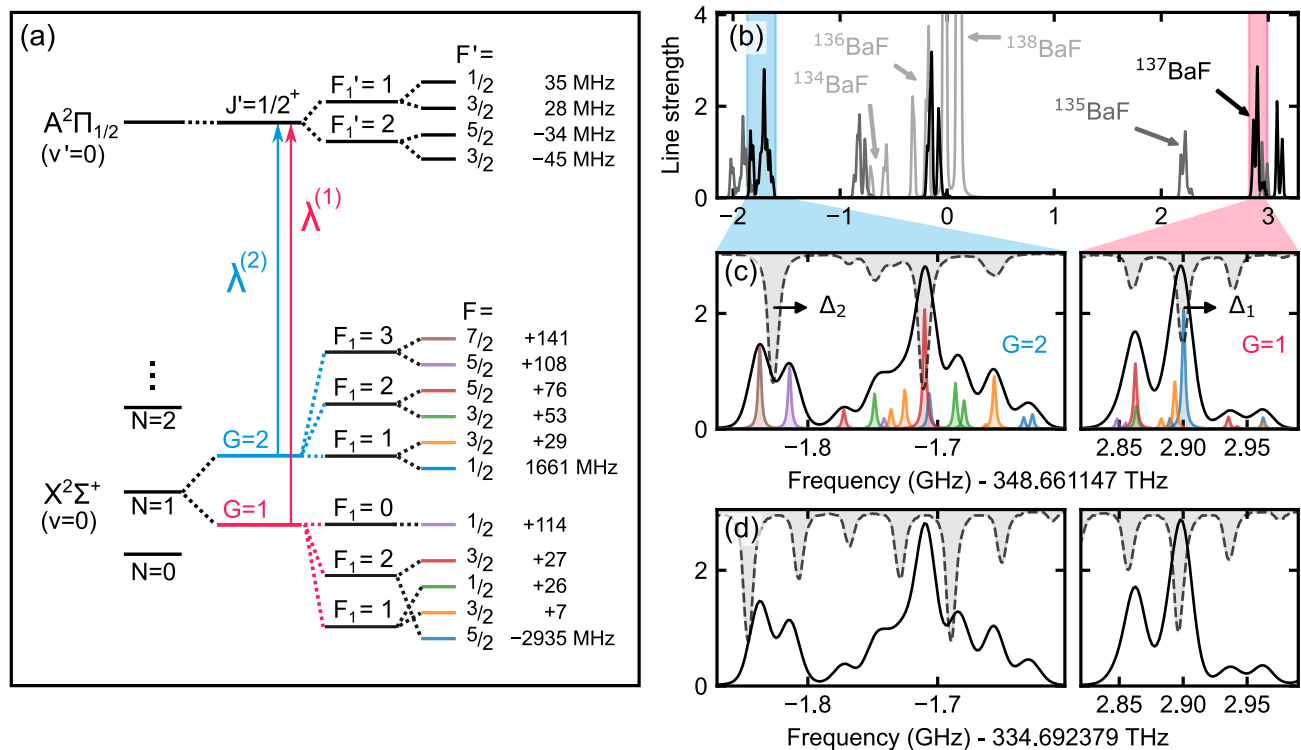 (a)
F'=
A²Π₁/₂
(v'=0)
J'=1/2⁺
F₁'= 1
F₁'= 2
1/2 35 MHz
3/2 28 MHz
5/2 −34 MHz
3/2 −45 MHz
λ⁽²⁾
λ⁽¹⁾
F=
F₁= 3
7/2 +141
5/2 +108
F₁= 2
5/2 +76
3/2 +53
F₁= 1
3/2 +29
1/2 1661 MHz
N=2
G=2
X²Σ⁺
(v=0)
N=1
G=1
N=0
F₁= 0
1/2 +114
F₁= 2
3/2 +27
1/2 +26
F₁= 1
3/2 +7
5/2 −2935 MHz
(b)
Line strength
4
2
0
¹³⁴BaF
¹³⁶BaF
¹³⁸BaF
¹³⁵BaF
¹³⁷BaF
−2 −1 0 1 2 3
(c)
2
0
Δ₂
G=2
Δ₁
G=1
−1.8 −1.7 2.85 2.90 2.95
Frequency (GHz) - 348.661147 THz
(d)
2
0
−1.8 −1.7 2.85 2.90 2.95
Frequency (GHz) - 334.692379 THz